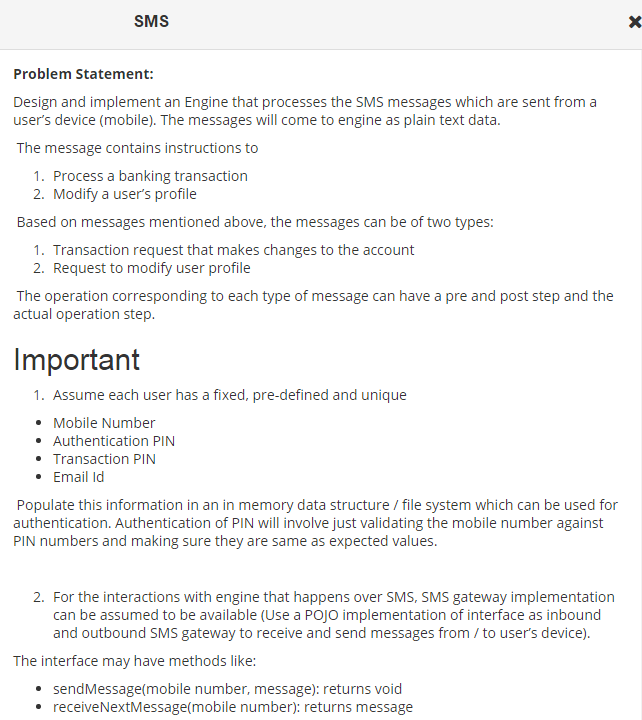 SMS
Problem Statement:
Design and implement an Engine that processes the SMS messages which are sent from a
user's device (mobile). The messages will come to engine as plain text data.
The message contains instructions to
1. Process a banking transaction
2. Modify a user's profile
Based on messages mentioned above, the messages can be of two types:
1. Transaction request that makes changes to the account
2. Request to modify user profile
The operation corresponding to each type of message can have a pre and post step and the
actual operation step.
Important
1. Assume each user has a fixed, pre-defined and unique
• Mobile Number
• Authentication PIN
• Transaction PIN
• Email Id
Populate this information in an in memory data structure / file system which can be used for
authentication. Authentication of PIN will involve just validating the mobile number against
PIN numbers and making sure they are same as expected values.
2. For the interactions with engine that happens over SMS, SMS gateway implementation
can be assumed to be available (Use a POJO implementation of interface as inbound
and outbound SMS gateway to receive and send messages from / to user's device).
The interface may have methods like:
• sendMessage(mobile number, message): returns void
• receiveNextMessage(mobile number): returns message